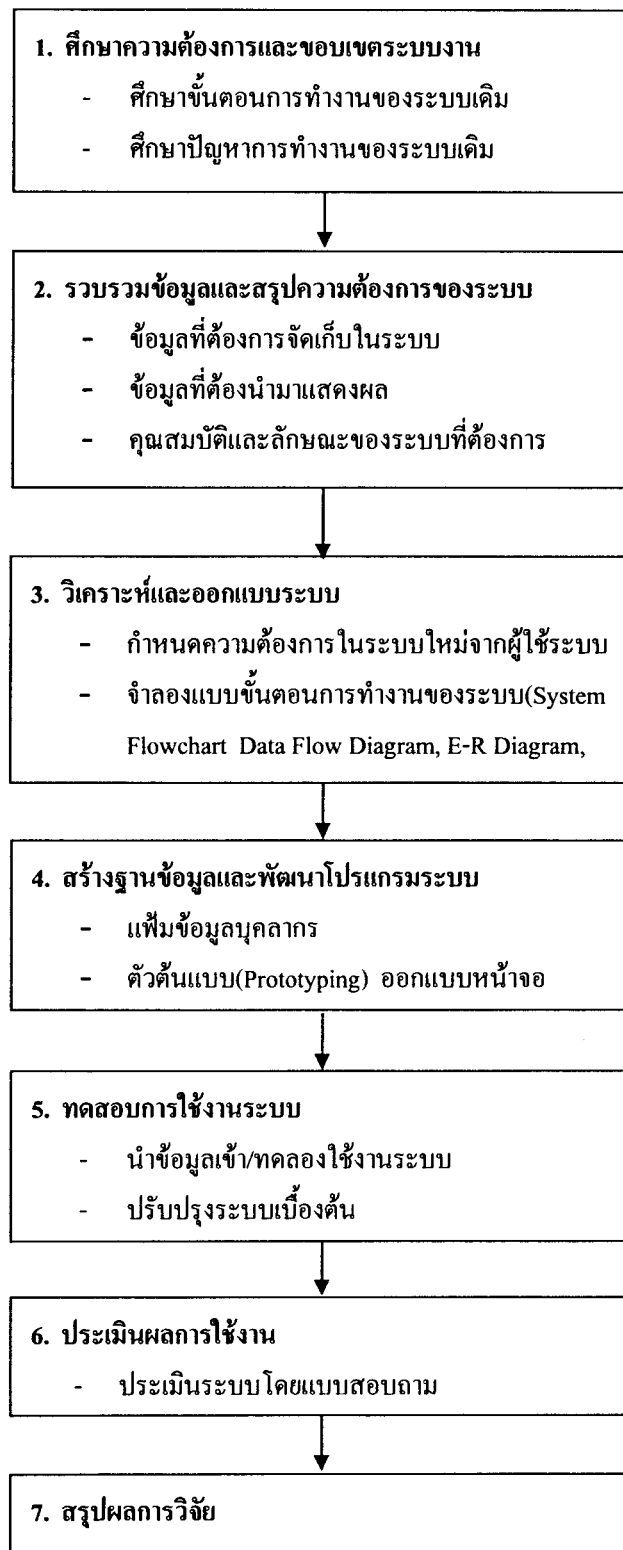 1. ศึกษาความต้องการและขอบเขตระบบงาน
- ศึกษาขั้นตอนการทำงานของระบบเดิม
- ศึกษาปัญหาการทำงานของระบบเดิม
2. รวบรวมข้อมูลและสรุปความต้องการของระบบ
- ข้อมูลที่ต้องการจัดเก็บในระบบ
- ข้อมูลที่ต้องนำมาแสดงผล
- คุณสมบัติและลักษณะของระบบที่ต้องการ
3. วิเคราะห์และออกแบบระบบ
- กำหนดความต้องการในระบบใหม่จากผู้ใช้ระบบ
- จำลองแบบขั้นตอนการทำงานของระบบ(System
Flowchart Data Flow Diagram, E-R Diagram,
4. สร้างฐานข้อมูลและพัฒนาโปรแกรมระบบ
- แฟ้มข้อมูลบุคลากร
- ตัวต้นแบบ(Prototyping) ออกแบบหน้าจอ
5. ทดสอบการใช้งานระบบ
- นำข้อมูลเข้า/ทดลองใช้งานระบบ
- ปรับปรุงระบบเบื้องต้น
6. ประเมินผลการใช้งาน
- ประเมินระบบโดยแบบสอบถาม
7. สรุปผลการวิจัย